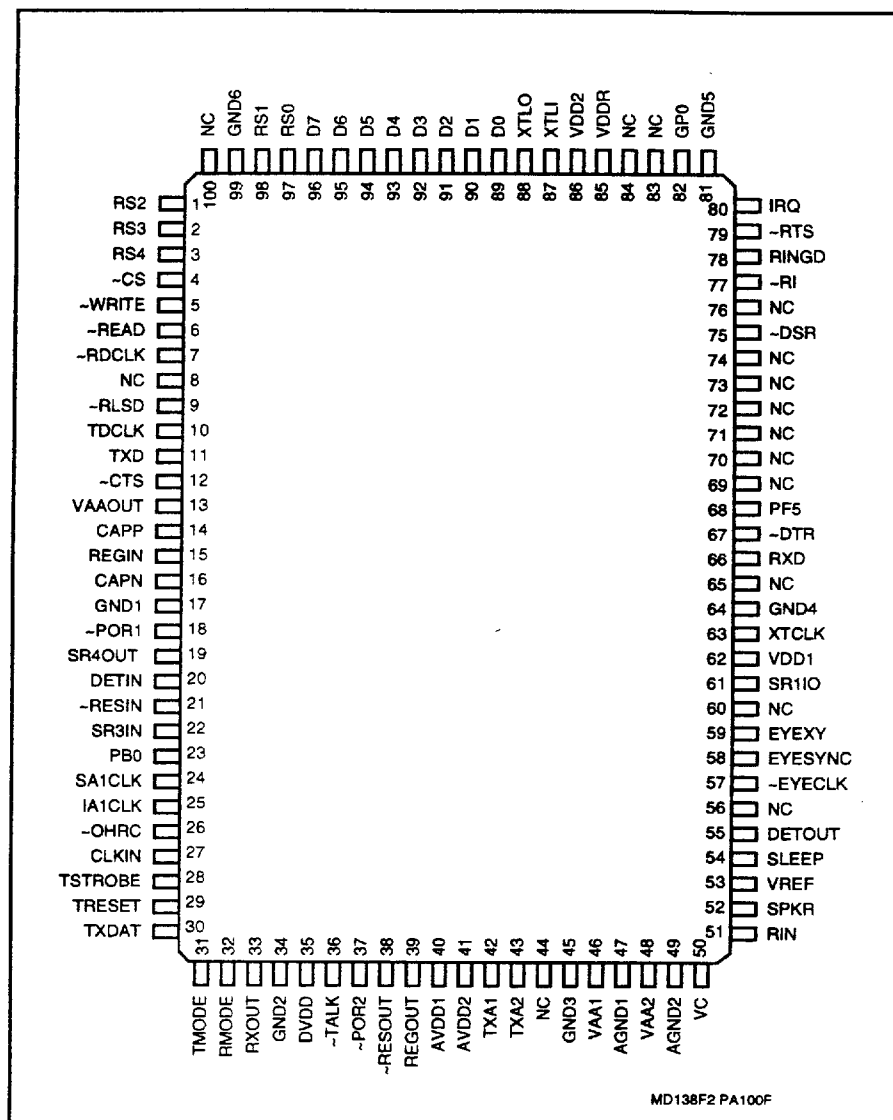 NC
GND6
RS1
RS0
D7
D6
D5
D4
D3
D2
D1
D0
XTLO
XTLI
VDD2
VDDR
NC
NC
GP0
GND5
100
99
98
97
96
95
94
93
92
91
90
89
88
87
86
85
84
83
82
81
RS2 1
RS3 2
RS4 3
~CS 4
~WRITE 5
~READ 6
~RDCLK 7
NC 8
~RLSD 9
TDCLK 10
TXD 11
~CTS 12
VAAOUT 13
CAPP 14
REGIN 15
CAPN 16
GND1 17
~POR1 18
SR4OUT 19
DETIN 20
~RESIN 21
SR3IN 22
PB0 23
SA1CLK 24
IA1CLK 25
~OHRC 26
CLKIN 27
TSTROBE 28
TRESET 29
TXDAT 30
80 IRQ
79 ~RTS
78 RINGD
77 ~RI
76 NC
75 ~DSR
74 NC
73 NC
72 NC
71 NC
70 NC
69 NC
68 PF5
67 ~DTR
66 RXD
65 NC
64 GND4
63 XTCLK
62 VDD1
61 SR1IO
60 NC
59 EYEXY
58 EYESYNC
57 ~EYECLK
56 NC
55 DETOUT
54 SLEEP
53 VREF
52 SPKR
51 RIN
31
32
33
34
35
36
37
38
39
40
41
42
43
44
45
46
47
48
49
50
TMODE
RMODE
RXOUT
GND2
DVDD
~TALK
~POR2
~RESOUT
REGOUT
AVDD1
AVDD2
TXA1
TXA2
NC
GND3
VAA1
AGND1
VAA2
AGND2
VC
MD138F2 PA100F